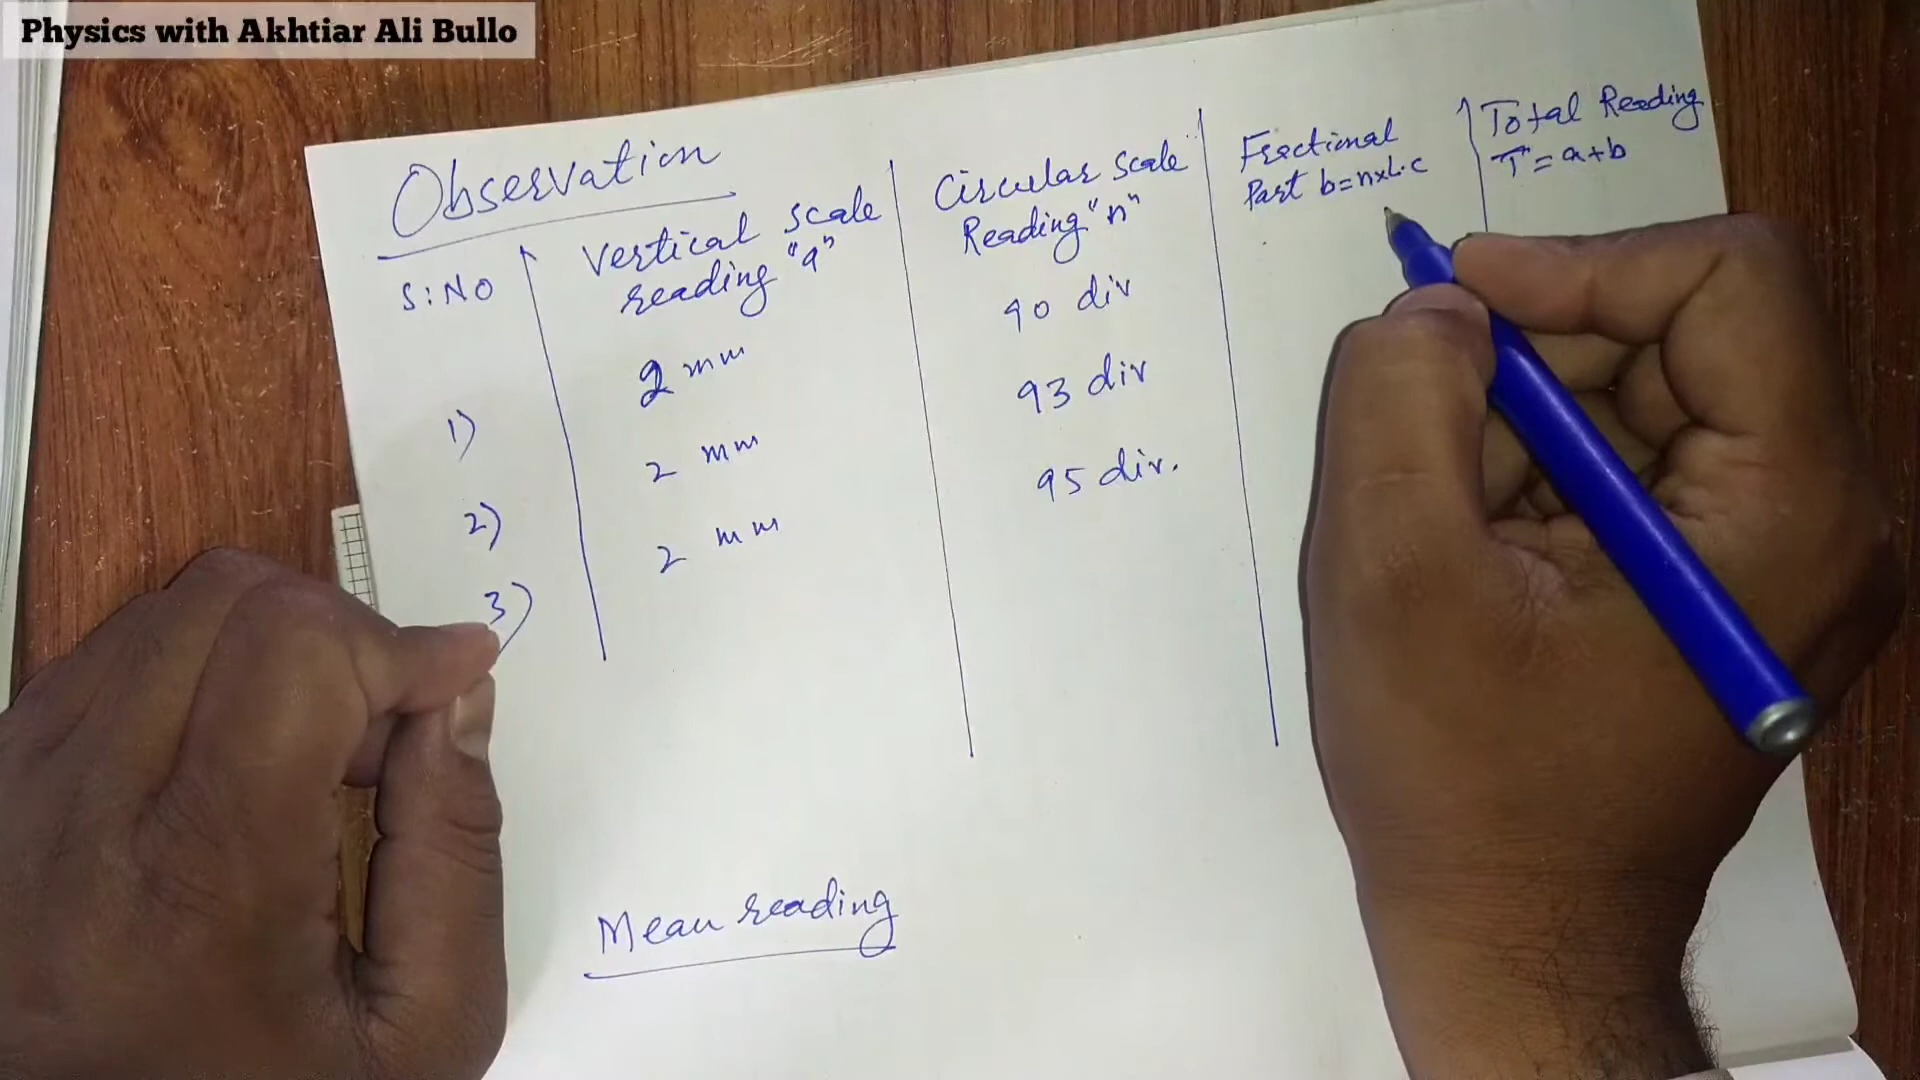 Physics with Akhtiar Ali Bullo
Observation
S:NO
Vertical scale
reading "a"
Circular Scale
Reading "n"
Frectional
Part b=n×L.C
Total Reading
T = a+b
1)
2 mm
90 div
2)
2 mm
93 div
3)
2 mm
95 div.
Mean reading